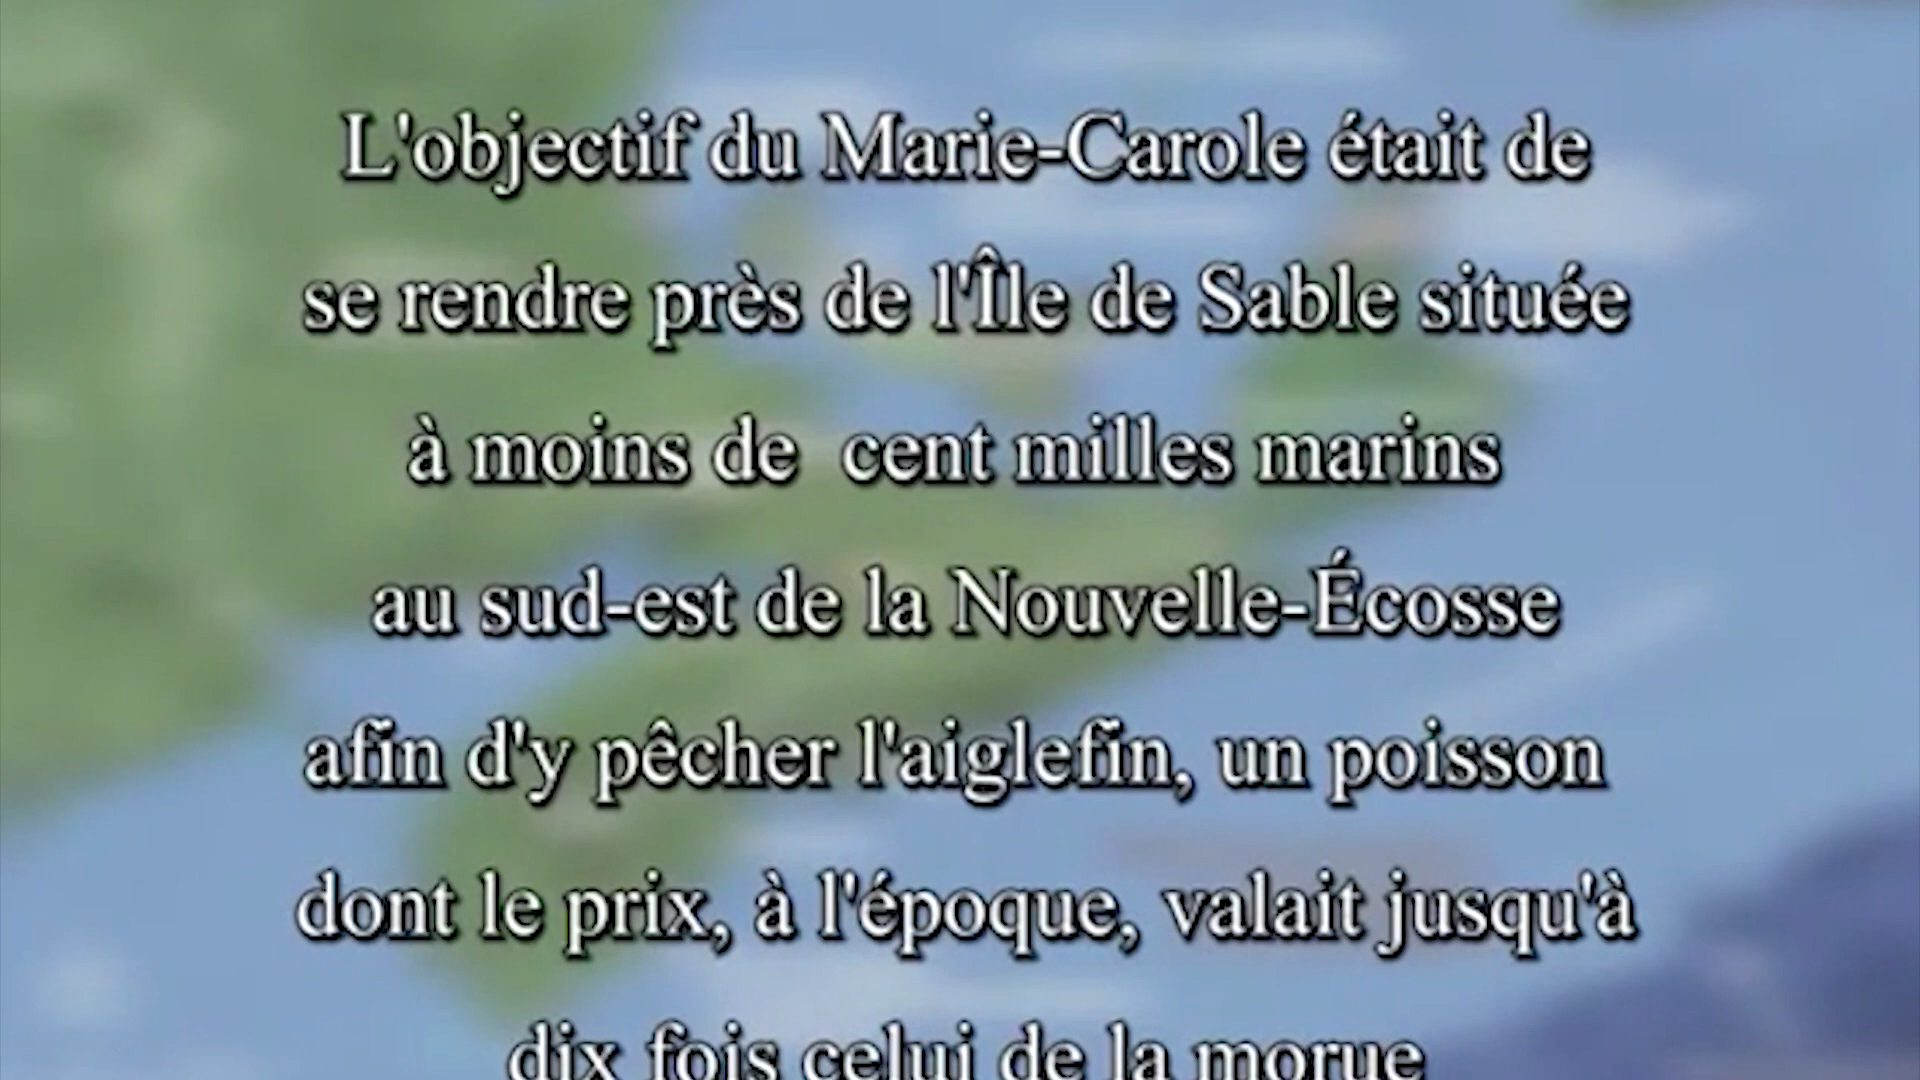 L'objectif du Marie-Carole était de
se rendre près de l'Île de Sable située
à moins de  cent milles marins
au sud-est de la Nouvelle-Écosse
afin d'y pêcher l'aiglefin, un poisson
dont le prix, à l'époque, valait jusqu'à
dix fois celui de la morue